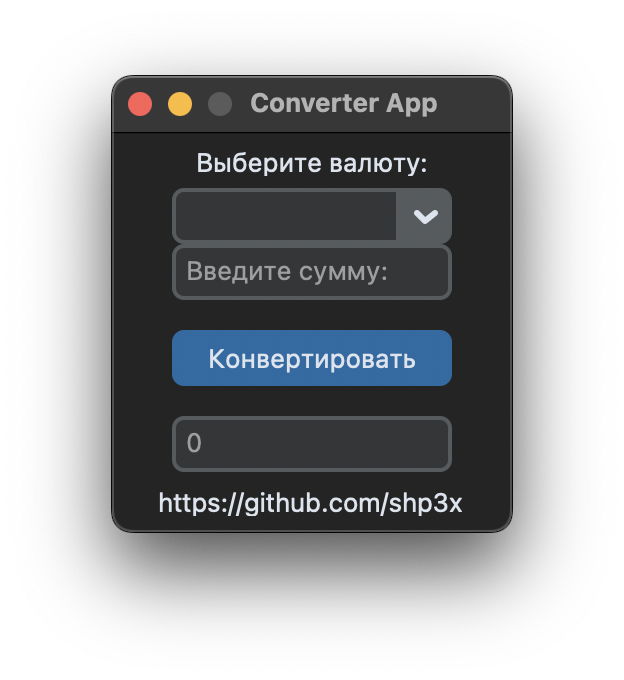 Converter App
Выберите валюту:
Введите сумму:
Конвертировать
0
https://github.com/shp3x